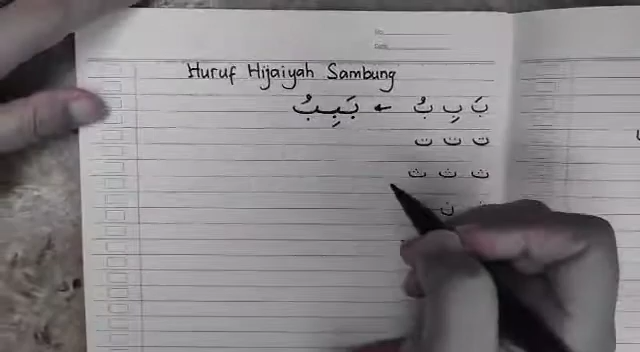 Huruf Hijaiyah Sambung
بَ بِ بُ ← بَبِبُ
ت ت ت
ث ث ث
ن